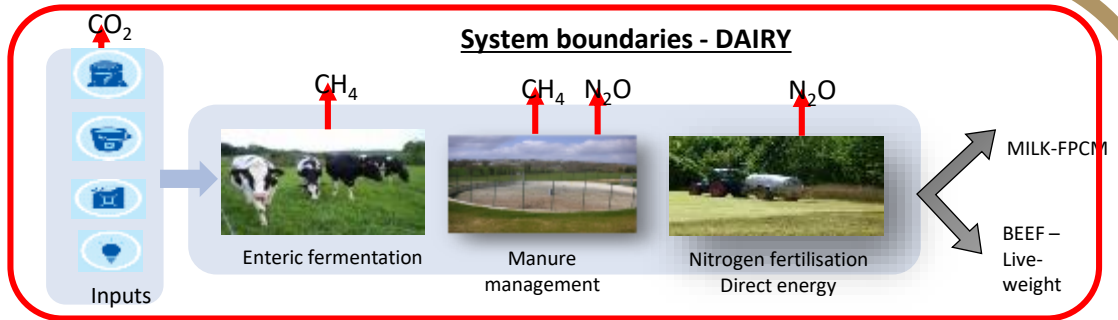 CO₂
System boundaries - DAIRY
CH₄
CH₄
N₂O
N₂O
MILK-FPCM
BEEF –
Live-
weight
Enteric fermentation
Manure
management
Nitrogen fertilisation
Direct energy
Inputs